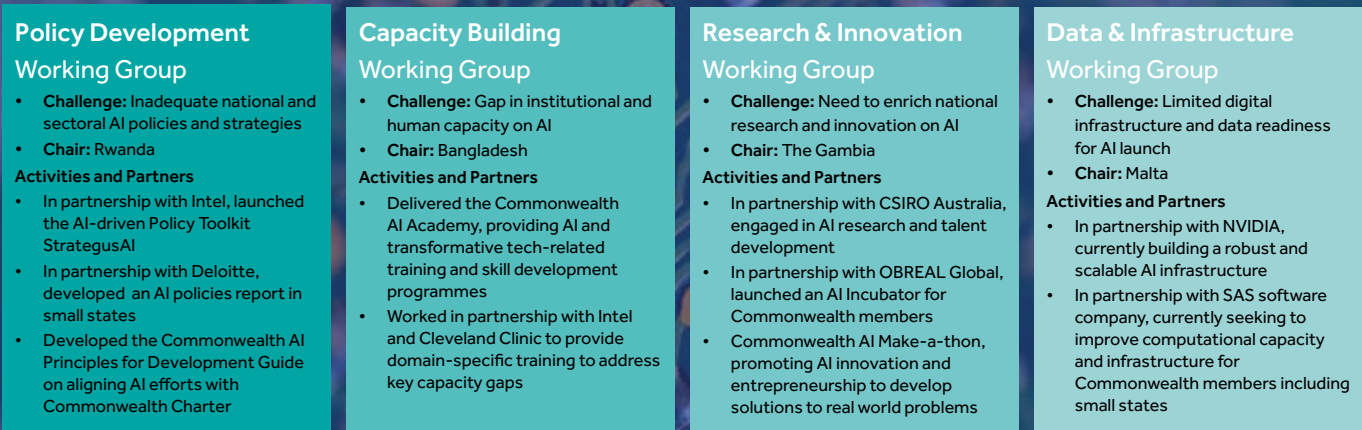 Policy Development
Working Group
• Challenge: Inadequate national and
sectoral AI policies and strategies
• Chair: Rwanda
Activities and Partners
• In partnership with Intel, launched
the AI-driven Policy Toolkit
StrategusAI
• In partnership with Deloitte,
developed an AI policies report in
small states
• Developed the Commonwealth AI
Principles for Development Guide
on aligning AI efforts with
Commonwealth Charter
Capacity Building
Working Group
• Challenge: Gap in institutional and
human capacity on AI
• Chair: Bangladesh
Activities and Partners
• Delivered the Commonwealth
AI Academy, providing AI and
transformative tech-related
training and skill development
programmes
• Worked in partnership with Intel
and Cleveland Clinic to provide
domain-specific training to address
key capacity gaps
Research & Innovation
Working Group
• Challenge: Need to enrich national
research and innovation on AI
• Chair: The Gambia
Activities and Partners
• In partnership with CSIRO Australia,
engaged in AI research and talent
development
• In partnership with OBREAL Global,
launched an AI Incubator for
Commonwealth members
• Commonwealth AI Make-a-thon,
promoting AI innovation and
entrepreneurship to develop
solutions to real world problems
Data & Infrastructure
Working Group
• Challenge: Limited digital
infrastructure and data readiness
for AI launch
• Chair: Malta
Activities and Partners
• In partnership with NVIDIA,
currently building a robust and
scalable AI infrastructure
• In partnership with SAS software
company, currently seeking to
improve computational capacity
and infrastructure for
Commonwealth members including
small states